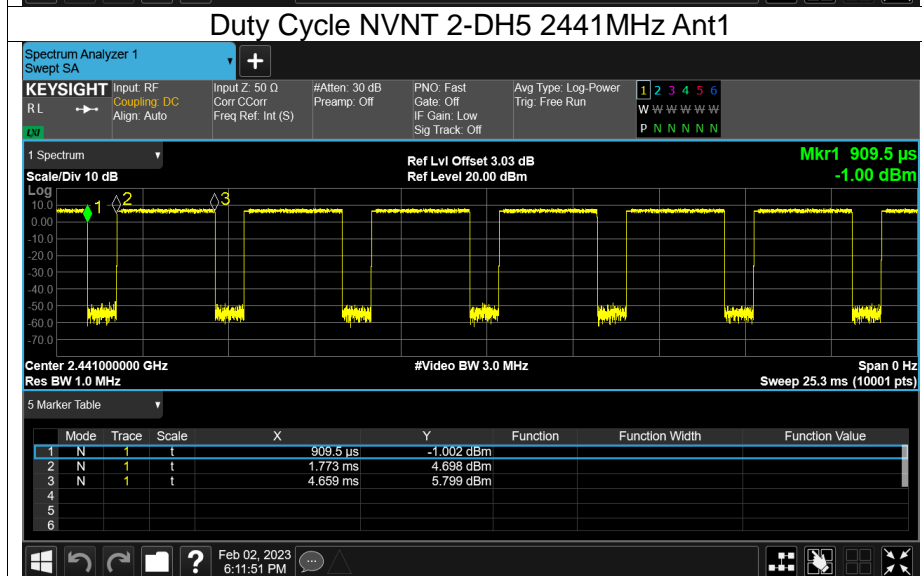 Duty Cycle NVNT 2-DH5 2441MHz Ant1
Spectrum Analyzer 1
Swept SA
+
KEYSIGHT Input: RF Input Z: 50 Ω #Atten: 30 dB PNO: Fast Avg Type: Log-Power 1 2 3 4 5 6
R L Coupling: DC Corr CCorr Preamp: Off Gate: Off Trig: Free Run W W W W W W
Align: Auto Freq Ref: Int (S) IF Gain: Low
LXI Sig Track: Off P N N N N N
1 Spectrum Ref Lvl Offset 3.03 dB Mkr1 909.5 µs
Scale/Div 10 dB Ref Level 20.00 dBm -1.00 dBm
Log
10.0 1 2 3
0.00
-10.0
-20.0
-30.0
-40.0
-50.0
-60.0
-70.0
Center 2.441000000 GHz #Video BW 3.0 MHz Span 0 Hz
Res BW 1.0 MHz Sweep 25.3 ms (10001 pts)
5 Marker Table
Mode Trace Scale X Y Function Function Width Function Value
1 N 1 t 909.5 µs -1.002 dBm
2 N 1 t 1.773 ms 4.698 dBm
3 N 1 t 4.659 ms 5.799 dBm
4
5
6
? Feb 02, 2023
6:11:51 PM